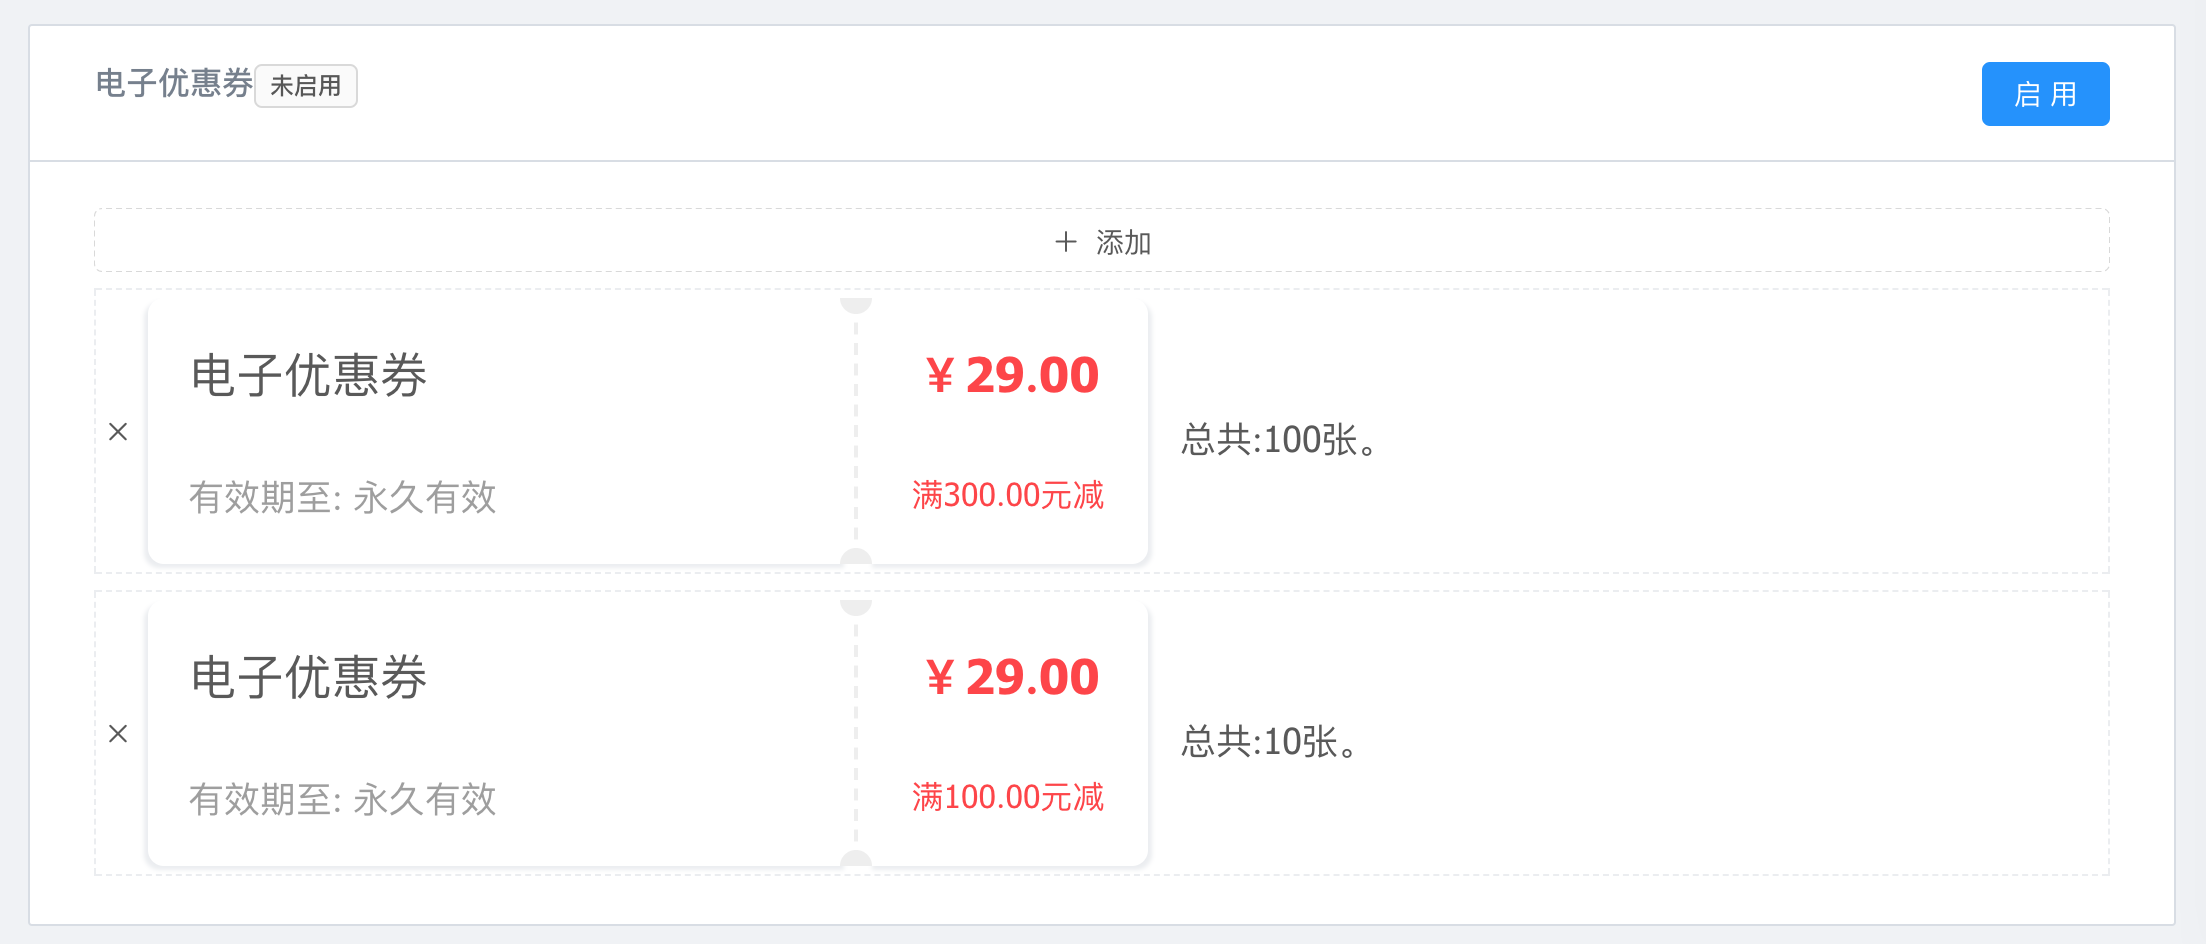 电子优惠券 未启用
启 用
添加
电子优惠券
¥ 29.00
有效期至: 永久有效
满300.00元减
总共:100张。
电子优惠券
¥ 29.00
有效期至: 永久有效
满100.00元减
总共:10张。